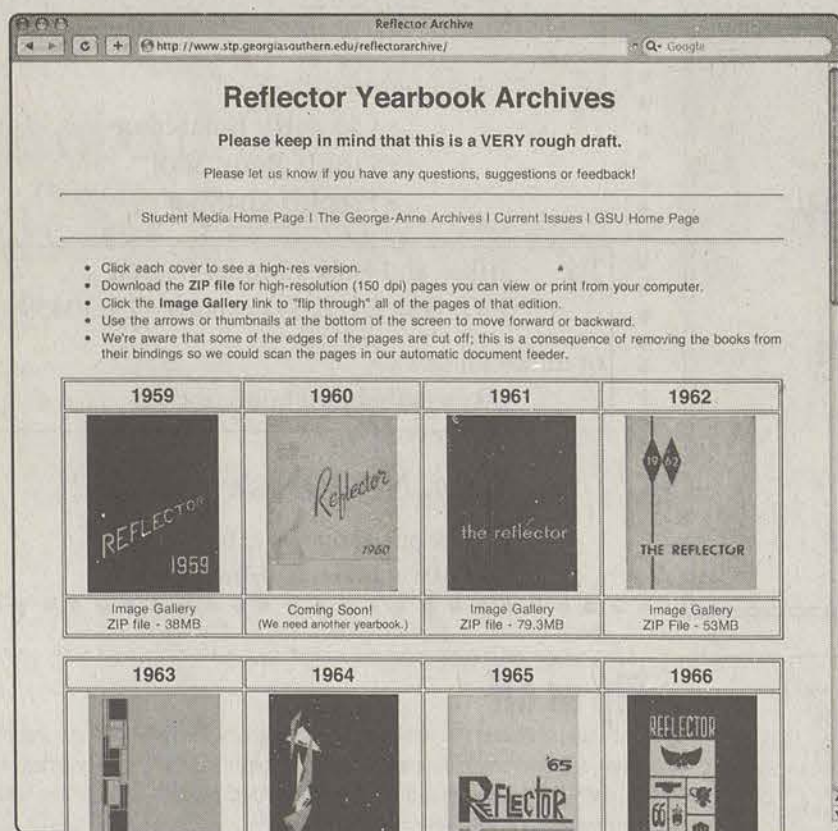 Reflector Archive
http://www.stp.georgiasouthern.edu/reflectorarchive/
Google
Reflector Yearbook Archives
Please keep in mind that this is a VERY rough draft.
Please let us know if you have any questions, suggestions or feedback!
Student Media Home Page I The George-Anne Archives I Current Issues I GSU Home Page
• Click each cover to see a high-res version.
• Download the ZIP file for high-resolution (150 dpi) pages you can view or print from your computer.
• Click the Image Gallery link to "flip through" all of the pages of that edition.
• Use the arrows or thumbnails at the bottom of the screen to move forward or backward.
• We're aware that some of the edges of the pages are cut off; this is a consequence of removing the books from
their bindings so we could scan the pages in our automatic document feeder.
1959 1960 1961 1962
REFLECTOR
1959
Reflector
1960
the reflector
19 62
THE REFLECTOR
Image Gallery
ZIP file - 38MB
Coming Soon!
(We need another yearbook.)
Image Gallery
ZIP file - 79.3MB
Image Gallery
ZIP File - 53MB
1963 1964 1965 1966
'65
REFLECTOR
REFLECTOR
66